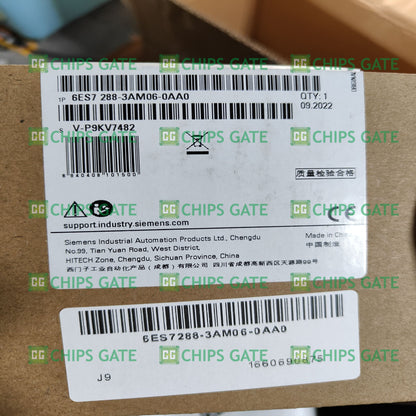 CHIPS GATE
1P 6ES7 288-3AM06-0AA0
QTY: 1
09.2022
S V-P9KV7482
质量检验合格
support.industry.siemens.com
CE
Siemens Industrial Automation Products Ltd., Chengdu
No.99, Tian Yuan Road, West District,
HITECH Zone, Chengdu, Sichuan Province, China
西门子工业自动化产品（成都）有限公司 四川省成都高新西区天源路99号
Made in China
中国制造
6ES7288-3AM06-0AA0
J9